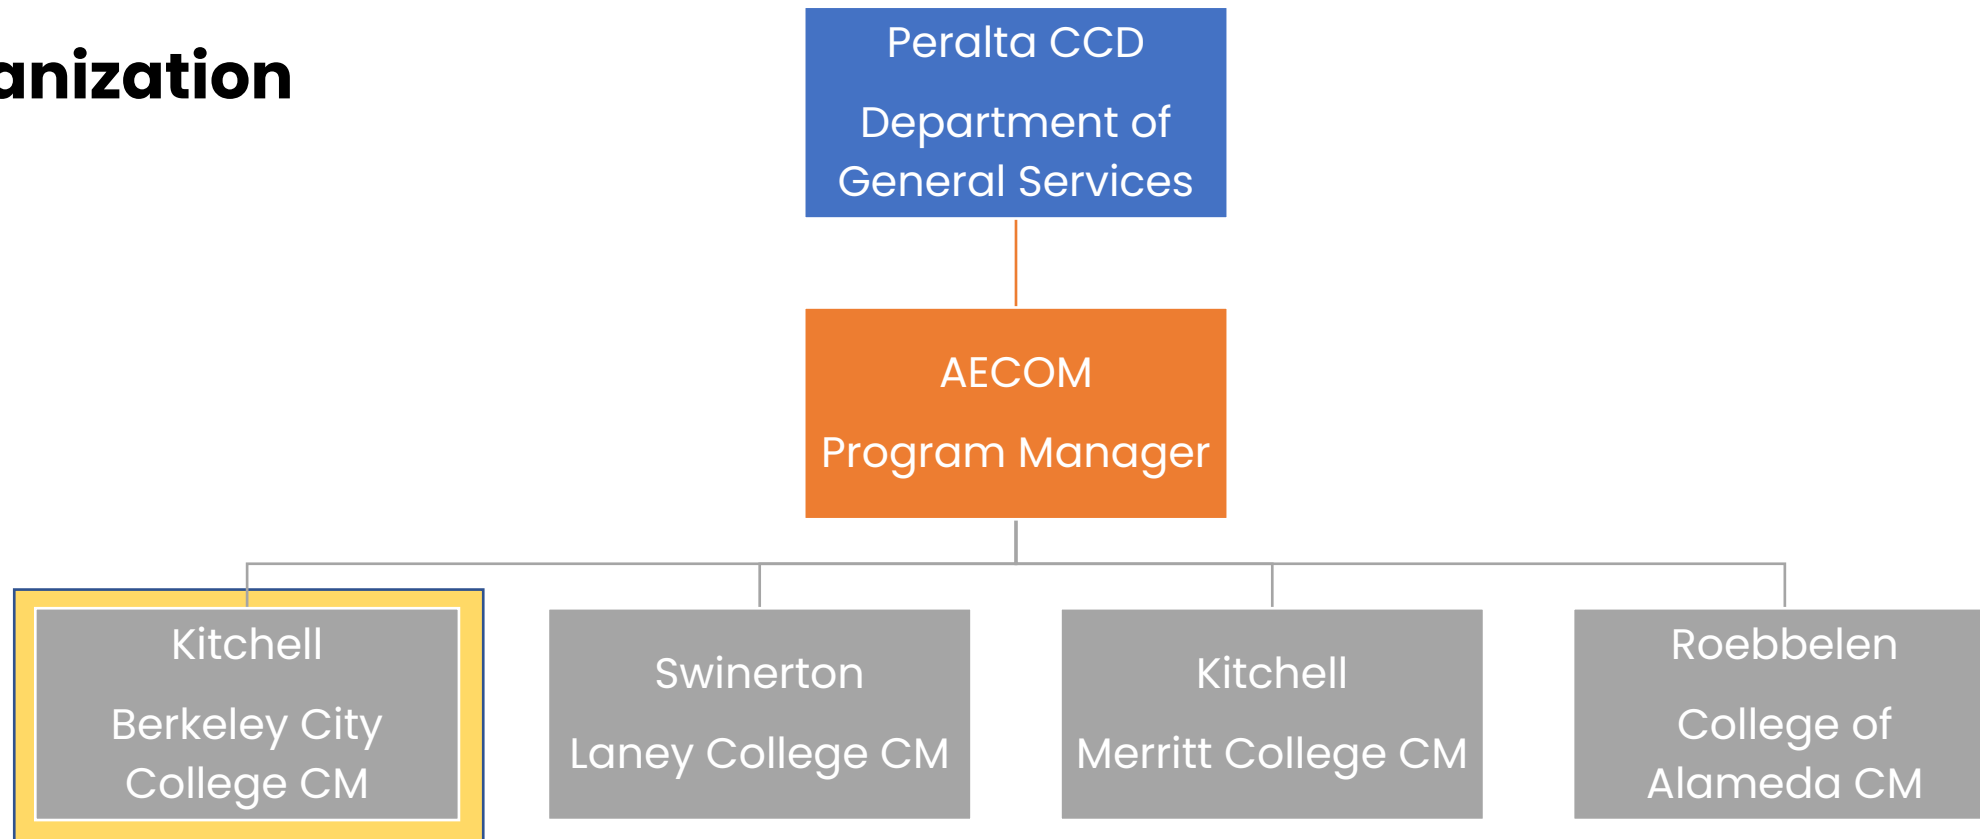 anization
Peralta CCD
Department of
General Services
AECOM
Program Manager
Kitchell
Berkeley City
College CM
Swinerton
Laney College CM
Kitchell
Merritt College CM
Roebbelen
College of
Alameda CM